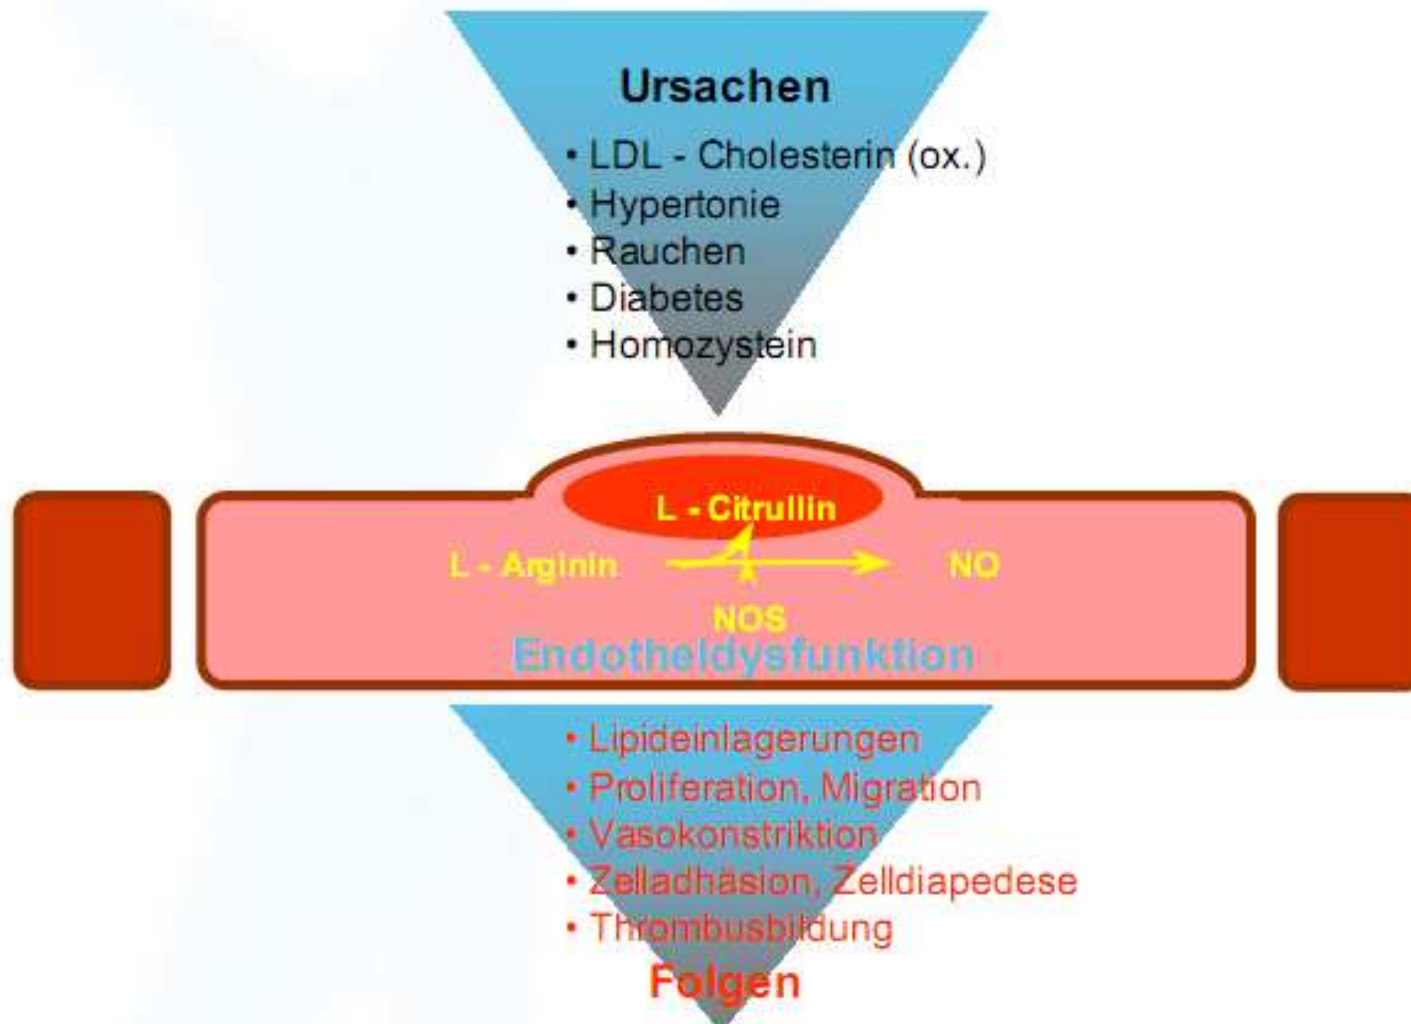 Ursachen
• LDL - Cholesterin (ox.)
• Hypertonie
• Rauchen
• Diabetes
• Homozystein
L - Citrullin
L - Arginin NO
NOS
Endotheldysfunktion
• Lipideinlagerungen
• Proliferation, Migration
• Vasokonstriktion
• Zelladhäsion, Zelldiapedese
• Thrombusbildung
Folgen